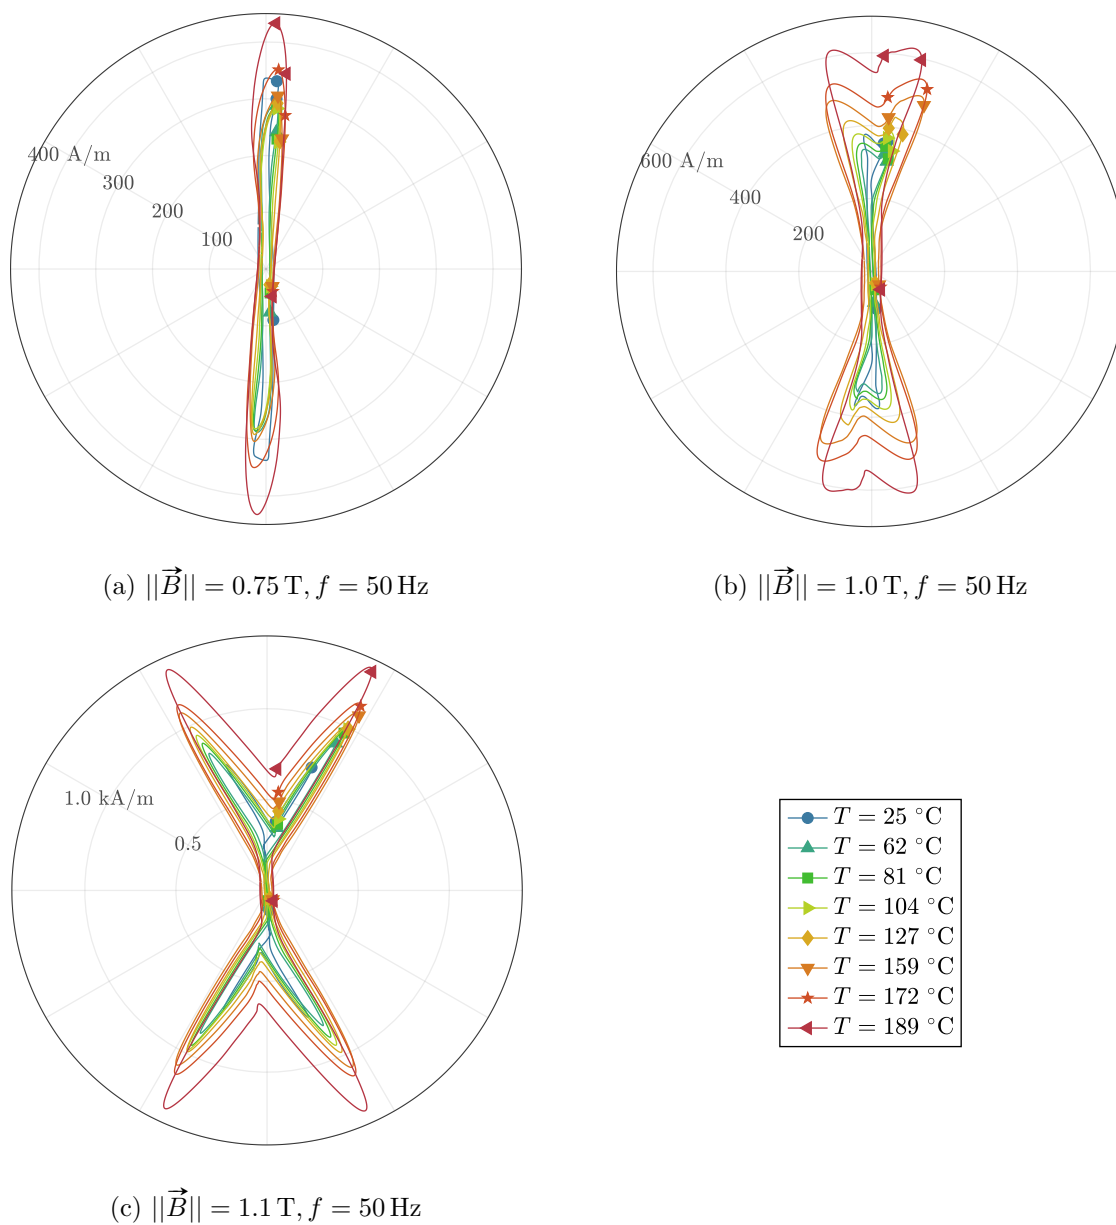 400 A/m
300
200
100
600 A/m
400
200
(a) ||B⃗|| = 0.75 T, f = 50 Hz
(b) ||B⃗|| = 1.0 T, f = 50 Hz
1.0 kA/m
0.5
T = 25 °C
T = 62 °C
T = 81 °C
T = 104 °C
T = 127 °C
T = 159 °C
T = 172 °C
T = 189 °C
(c) ||B⃗|| = 1.1 T, f = 50 Hz